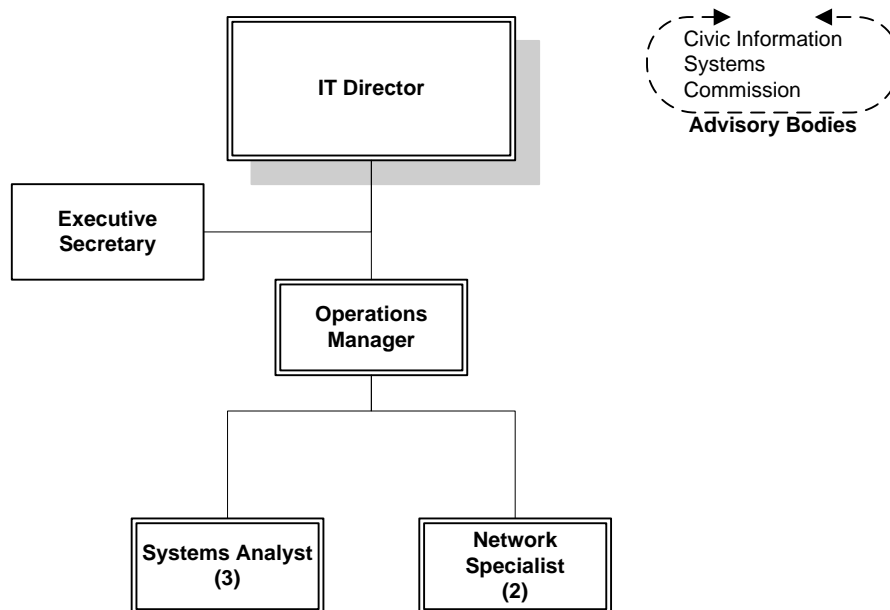 IT Director
Civic Information
Systems
Commission
Advisory Bodies
Executive
Secretary
Operations
Manager
Systems Analyst
(3)
Network
Specialist
(2)